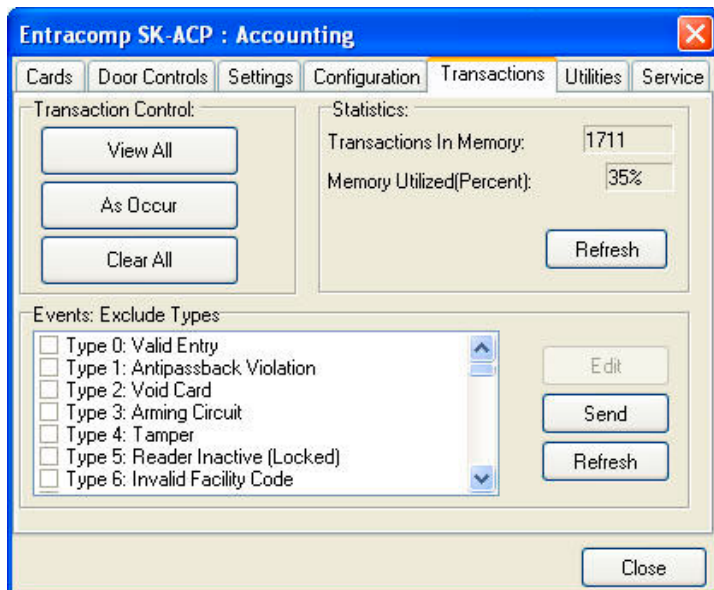 Entracomp SK-ACP : Accounting
Cards Door Controls Settings Configuration Transactions Utilities Service
Transaction Control:
View All
As Occur
Clear All
Statistics:
Transactions In Memory: 1711
Memory Utilized(Percent): 35%
Refresh
Events: Exclude Types
Type 0: Valid Entry
Type 1: Antipassback Violation
Type 2: Void Card
Type 3: Arming Circuit
Type 4: Tamper
Type 5: Reader Inactive (Locked)
Type 6: Invalid Facility Code
Edit
Send
Refresh
Close